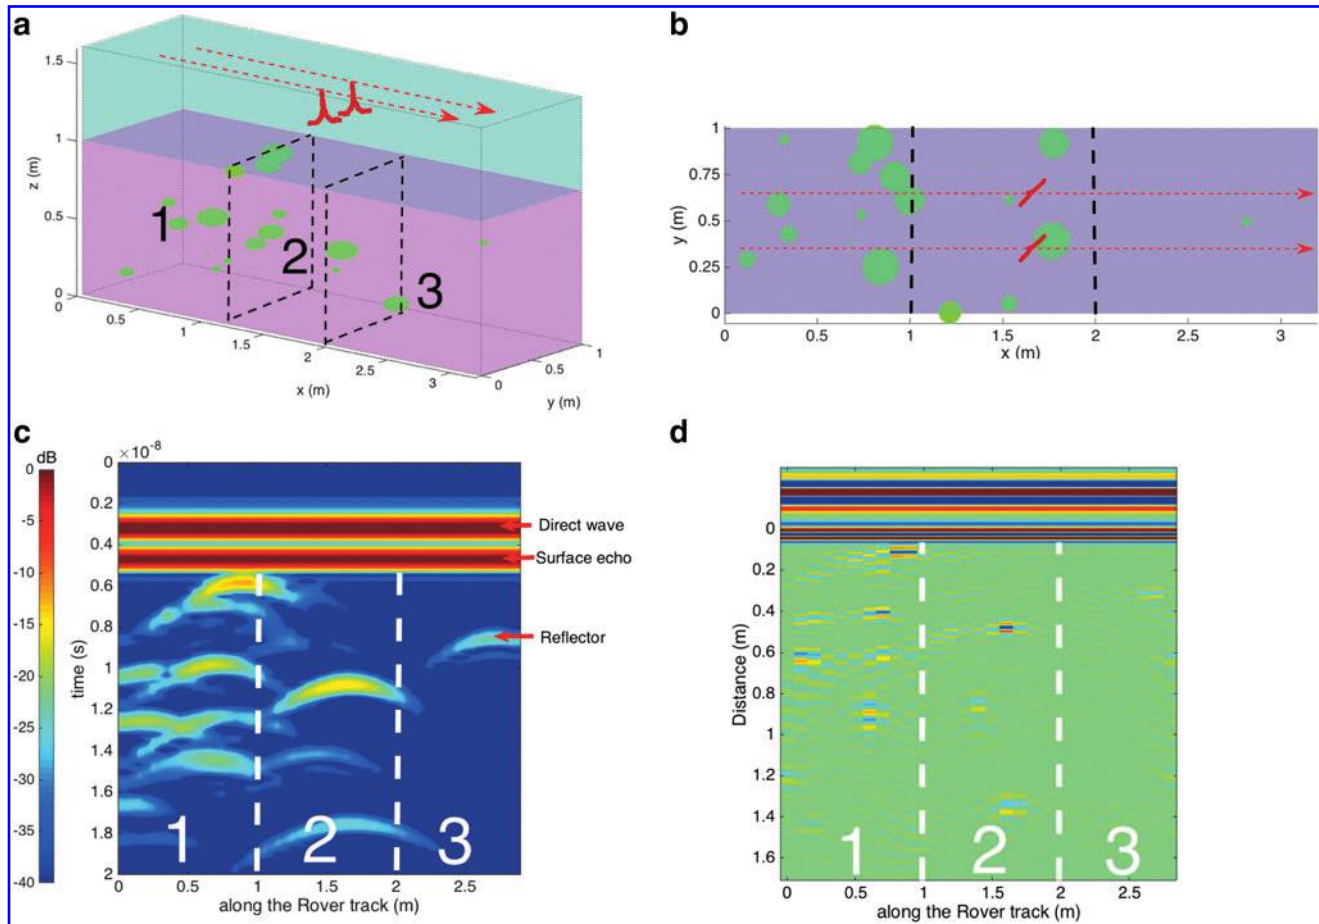 a
1.5
1
0.5
0
z (m)
1
2
3
0
0.5
1
1.5
2
2.5
3
x (m)
0
0.5
1
y (m)
b
1
0.75
0.5
0.25
0
y (m)
0
0.5
1
1.5
2
2.5
3
x (m)
c
dB
0
-5
-10
-15
-20
-25
-30
-35
-40
×10⁻⁸
0
0.2
0.4
0.6
0.8
1
1.2
1.4
1.6
1.8
2
time (s)
Direct wave
Surface echo
Reflector
1 2 3
0 0.5 1 1.5 2 2.5
along the Rover track (m)
d
0
0.2
0.4
0.6
0.8
1
1.2
1.4
1.6
Distance (m)
1 2 3
0 0.5 1 1.5 2 2.5
along the Rover track (m)